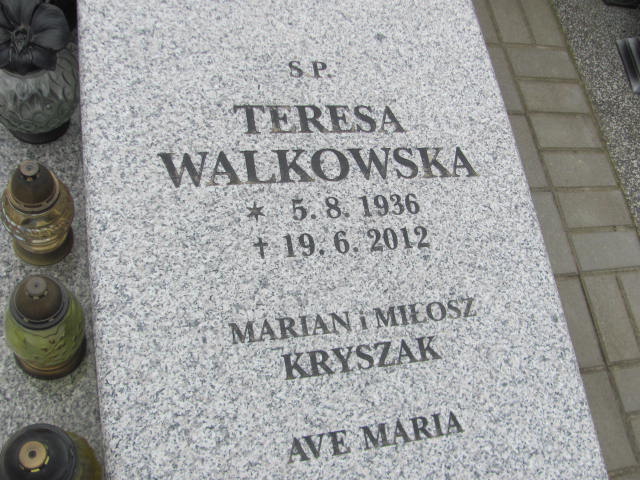 S P.
TERESA
WALKOWSKA
* 5. 8. 1936
† 19. 6. 2012
MARIAN i MIŁOSZ
KRYSZAK
AVE MARIA